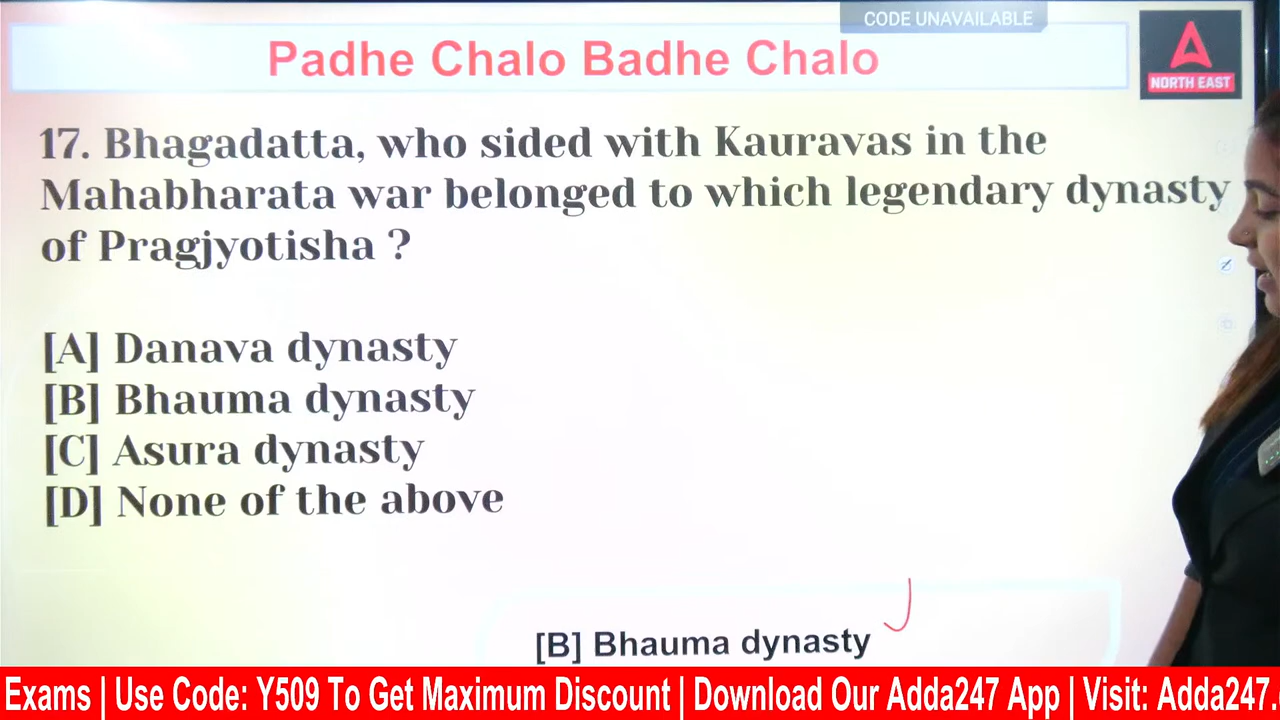 CODE UNAVAILABLE
Padhe Chalo Badhe Chalo
NORTH EAST
17. Bhagadatta, who sided with Kauravas in the
Mahabharata war belonged to which legendary dynasty
of Pragjyotisha ?
[A] Danava dynasty
[B] Bhauma dynasty
[C] Asura dynasty
[D] None of the above
[B] Bhauma dynasty
Exams | Use Code: Y509 To Get Maximum Discount | Download Our Adda247 App | Visit: Adda247.